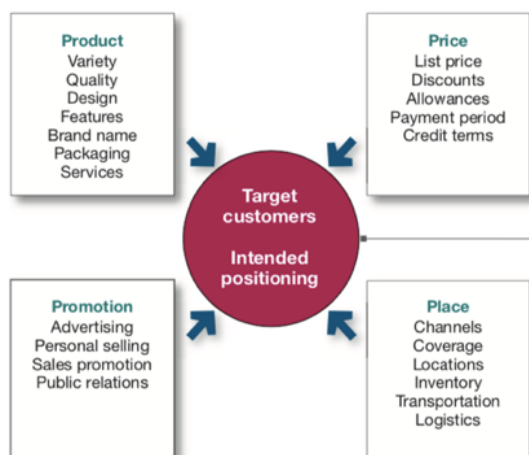 Product
Variety
Quality
Design
Features
Brand name
Packaging
Services
Price
List price
Discounts
Allowances
Payment period
Credit terms
Target
customers
Intended
positioning
Promotion
Advertising
Personal selling
Sales promotion
Public relations
Place
Channels
Coverage
Locations
Inventory
Transportation
Logistics